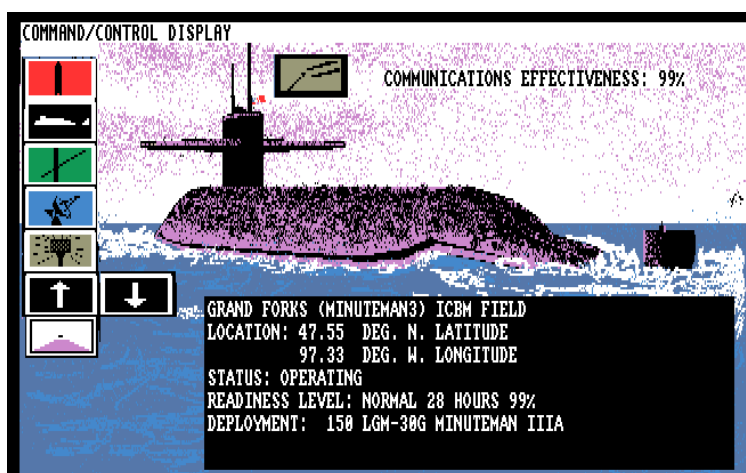 COMMAND/CONTROL DISPLAY
COMMUNICATIONS EFFECTIVENESS: 99%
GRAND FORKS (MINUTEMAN3) ICBM FIELD
LOCATION: 47.55 DEG. N. LATITUDE
97.33 DEG. W. LONGITUDE
STATUS: OPERATING
READINESS LEVEL: NORMAL 28 HOURS 99%
DEPLOYMENT: 150 LGM-30G MINUTEMAN IIIA